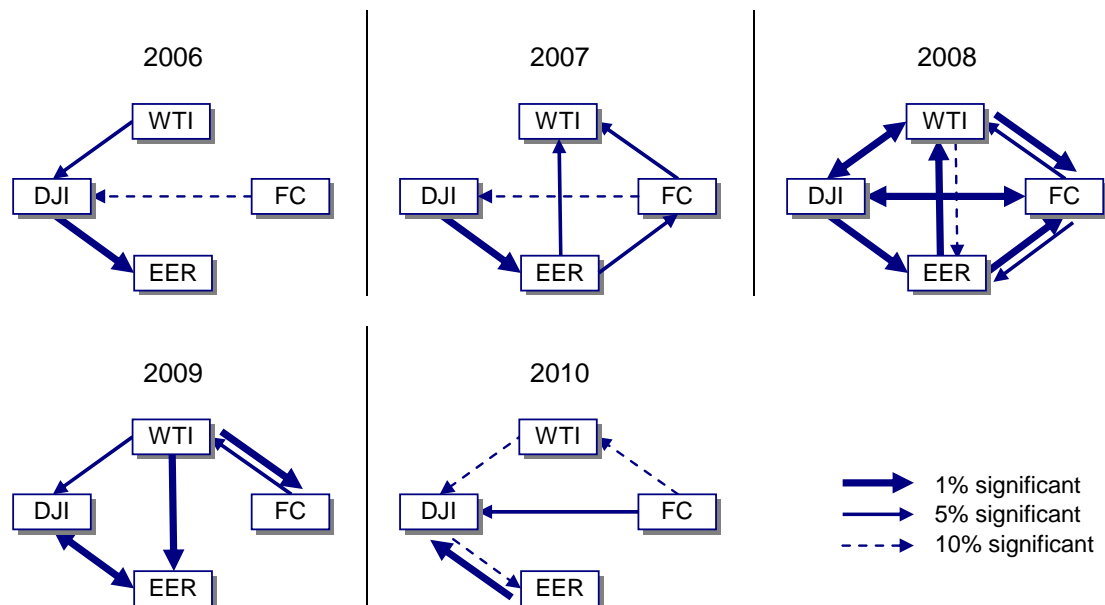 2006
WTI
DJI
FC
EER
2007
WTI
DJI
FC
EER
2008
WTI
DJI
FC
EER
2009
WTI
DJI
FC
EER
2010
WTI
DJI
FC
EER
1% significant
5% significant
10% significant